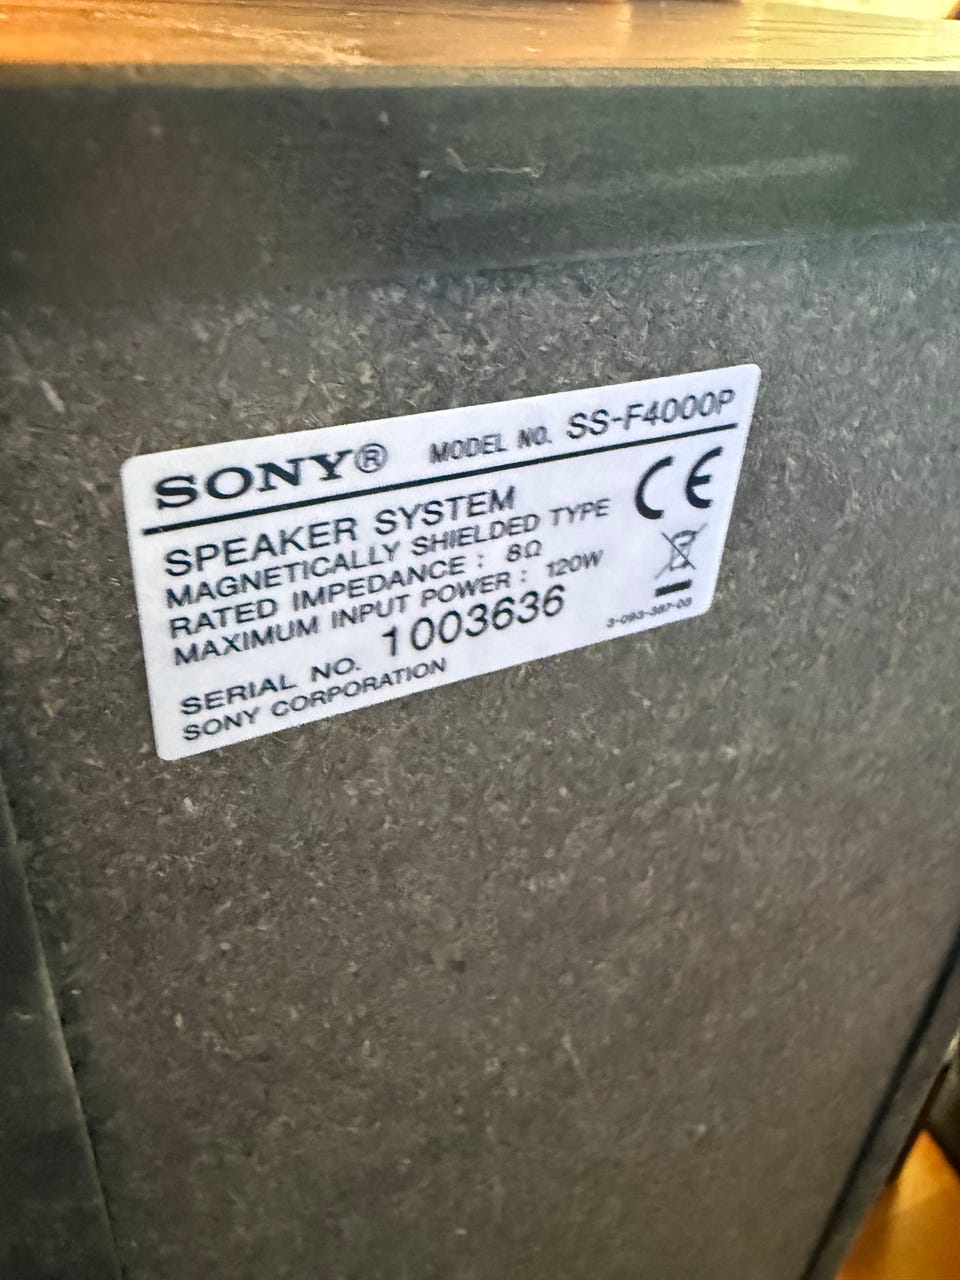 SONY® MODEL NO. SS-F4000P
SPEAKER SYSTEM
MAGNETICALLY SHIELDED TYPE
RATED IMPEDANCE : 8Ω
MAXIMUM INPUT POWER : 120W
SERIAL NO. 1003636
SONY CORPORATION
CE